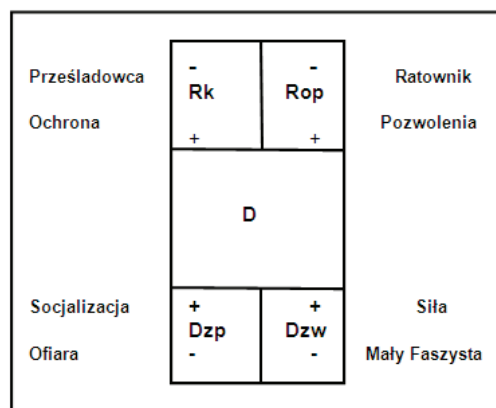 Prześladowca - - Ratownik
Rk Rop
Ochrona + + Pozwolenia
D
Socjalizacja + + Siła
Dzp Dzw
Ofiara - - Mały Faszysta